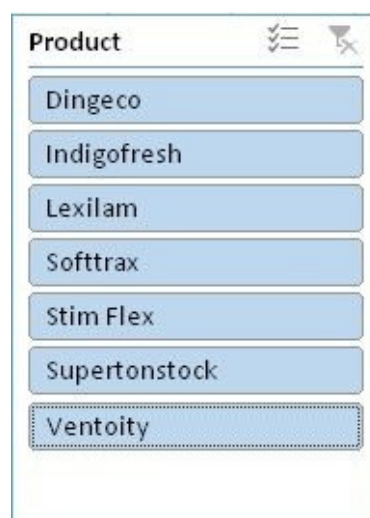 Product
Dingeco
Indigofresh
Lexilam
Softtrax
Stim Flex
Supertonstock
Ventoity